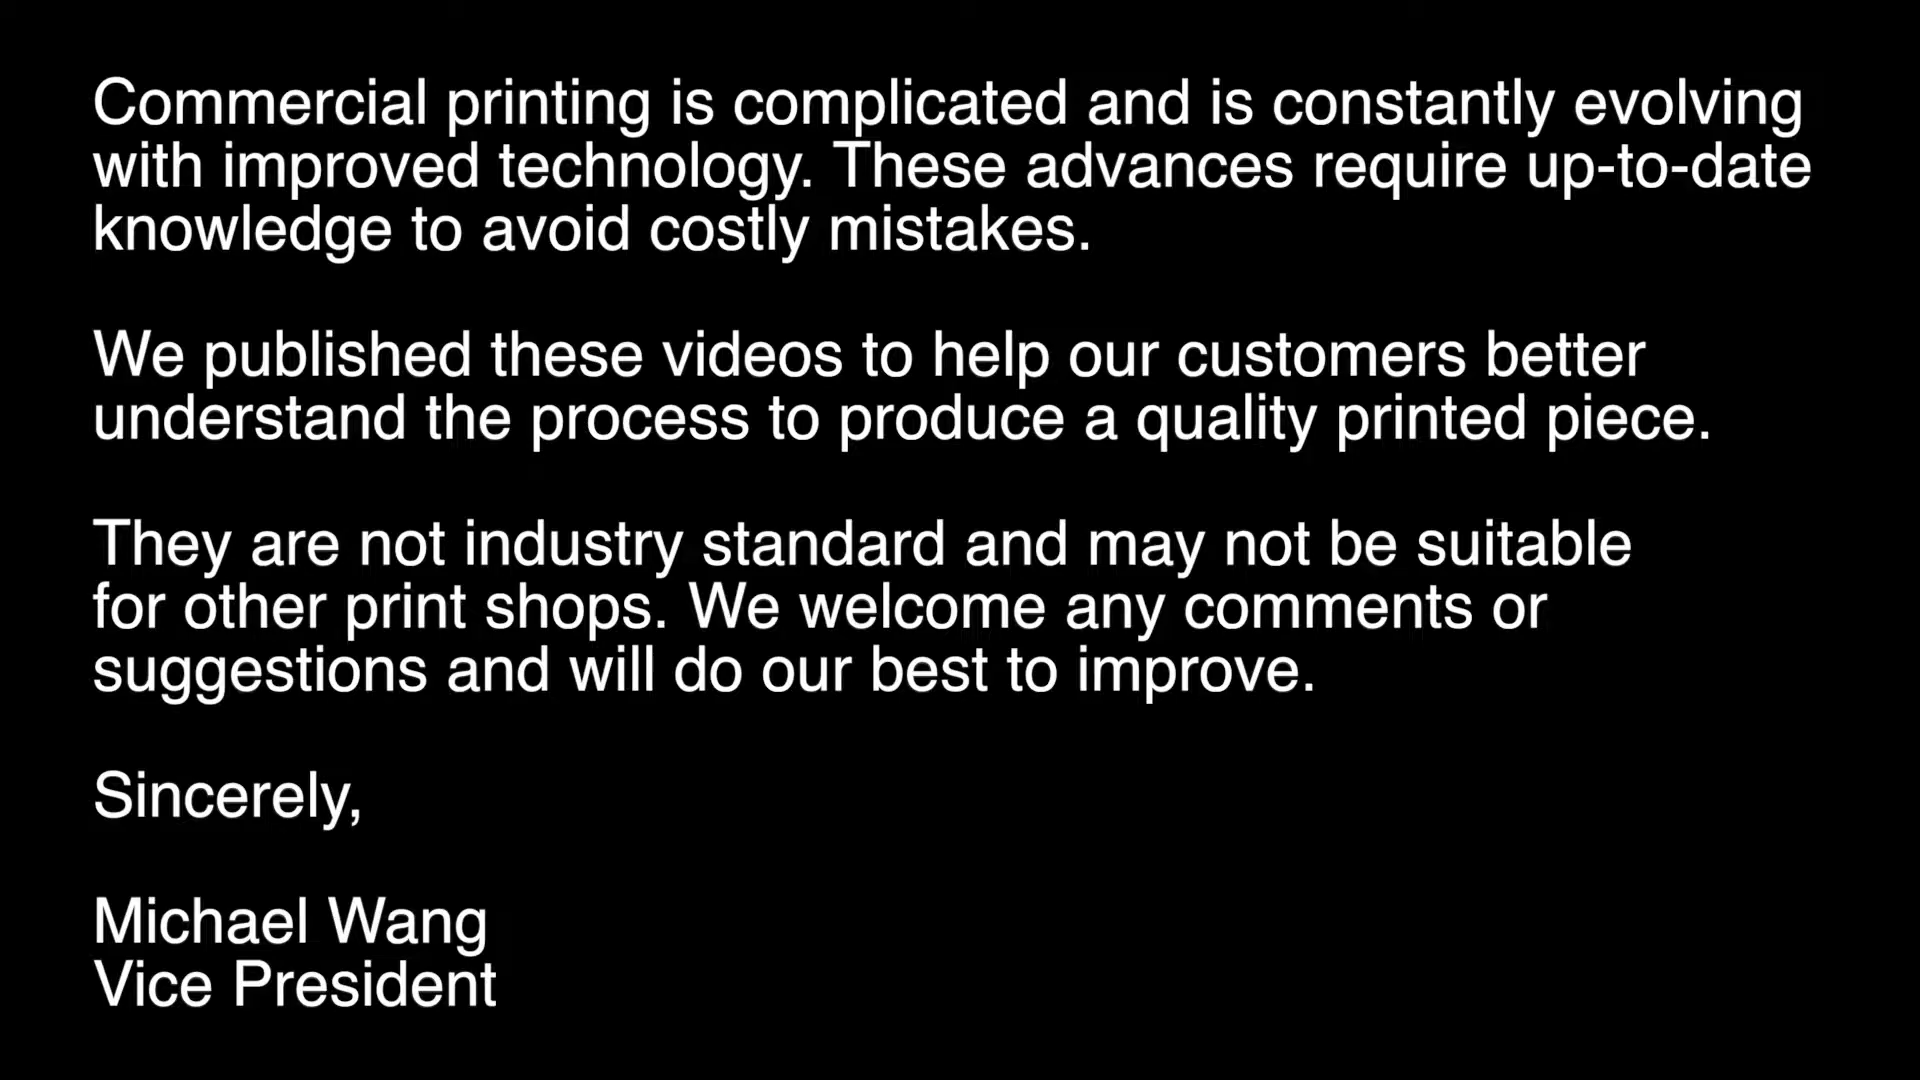 Commercial printing is complicated and is constantly evolving
with improved technology. These advances require up-to-date
knowledge to avoid costly mistakes.
We published these videos to help our customers better
understand the process to produce a quality printed piece.
They are not industry standard and may not be suitable
for other print shops. We welcome any comments or
suggestions and will do our best to improve.
Sincerely,
Michael Wang
Vice President